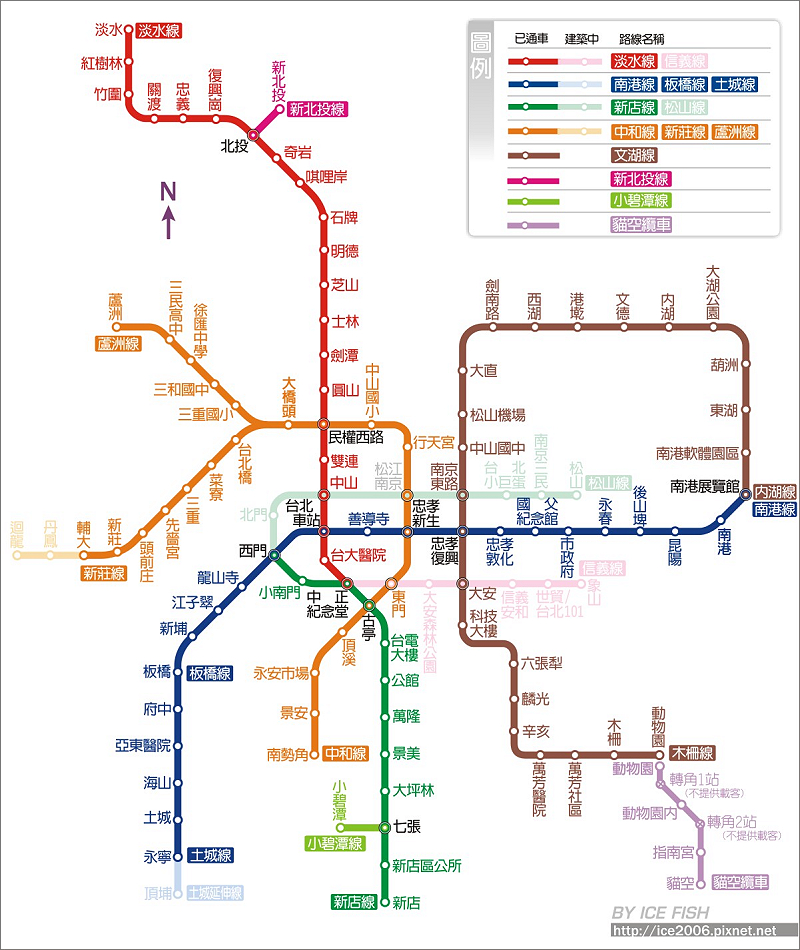 圖例
已通車 建築中 路線名稱
淡水線 信義線
南港線 板橋線 土城線
新店線 松山線
中和線 新莊線 蘆洲線
文湖線
新北投線
小碧潭線
貓空纜車
N
淡水
淡水線
紅樹林
竹圍
關渡
忠義
復興崗
新北投
新北投線
北投
奇岩
唭哩岸
石牌
明德
芝山
士林
劍潭
圓山
民權西路
雙連
中山
台北車站
台大醫院
中正紀念堂
蘆洲
蘆洲線
三民高中
徐匯中學
三和國中
三重國小
大橋頭
中山國小
行天宮
松江南京
忠孝新生
東門
古亭
頂溪
永安市場
景安
南勢角
中和線
台北橋
菜寮
三重
先嗇宮
頭前庄
新莊
輔大
新莊線
丹鳳
迴龍
劍南路
西湖
港墘
文德
內湖
大湖公園
葫洲
東湖
南港軟體園區
南港展覽館
內湖線
南港線
大直
松山機場
中山國中
南京東路
忠孝復興
大安
科技大樓
六張犁
麟光
辛亥
萬芳醫院
萬芳社區
木柵
動物園
木柵線
北門
台北小巨蛋
南京三民
松山
松山線
善導寺
忠孝敦化
國父紀念館
市政府
永春
後山埤
昆陽
南港
西門
龍山寺
江子翠
新埔
板橋
板橋線
府中
亞東醫院
海山
土城
永寧
土城線
頂埔
土城延伸線
小南門
大安森林公園
信義安和
世貿/台北101
象山
信義線
台電大樓
公館
萬隆
景美
大坪林
七張
小碧潭
小碧潭線
新店區公所
新店線
新店
動物園
轉角1站
(不提供載客)
動物園內
轉角2站
(不提供載客)
指南宮
貓空
貓空纜車
BY ICE FISH
http://ice2006.pixnet.net